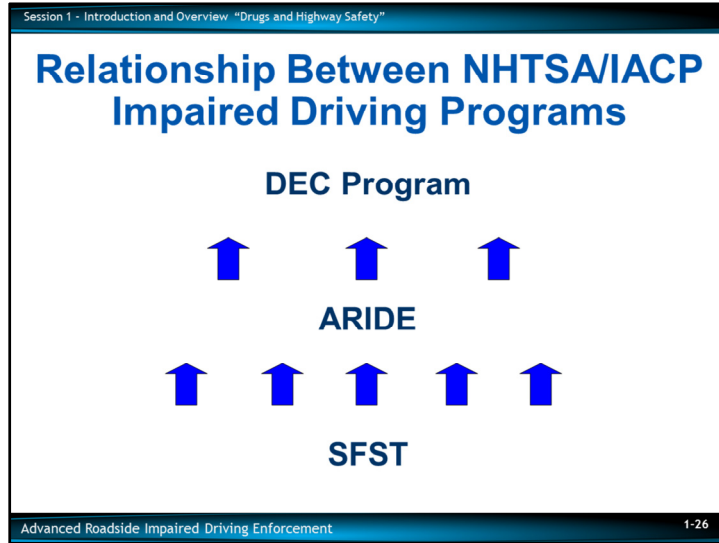 Session 1 - Introduction and Overview "Drugs and Highway Safety"
Relationship Between NHTSA/IACP
Impaired Driving Programs
DEC Program
ARIDE
SFST
Advanced Roadside Impaired Driving Enforcement
1-26